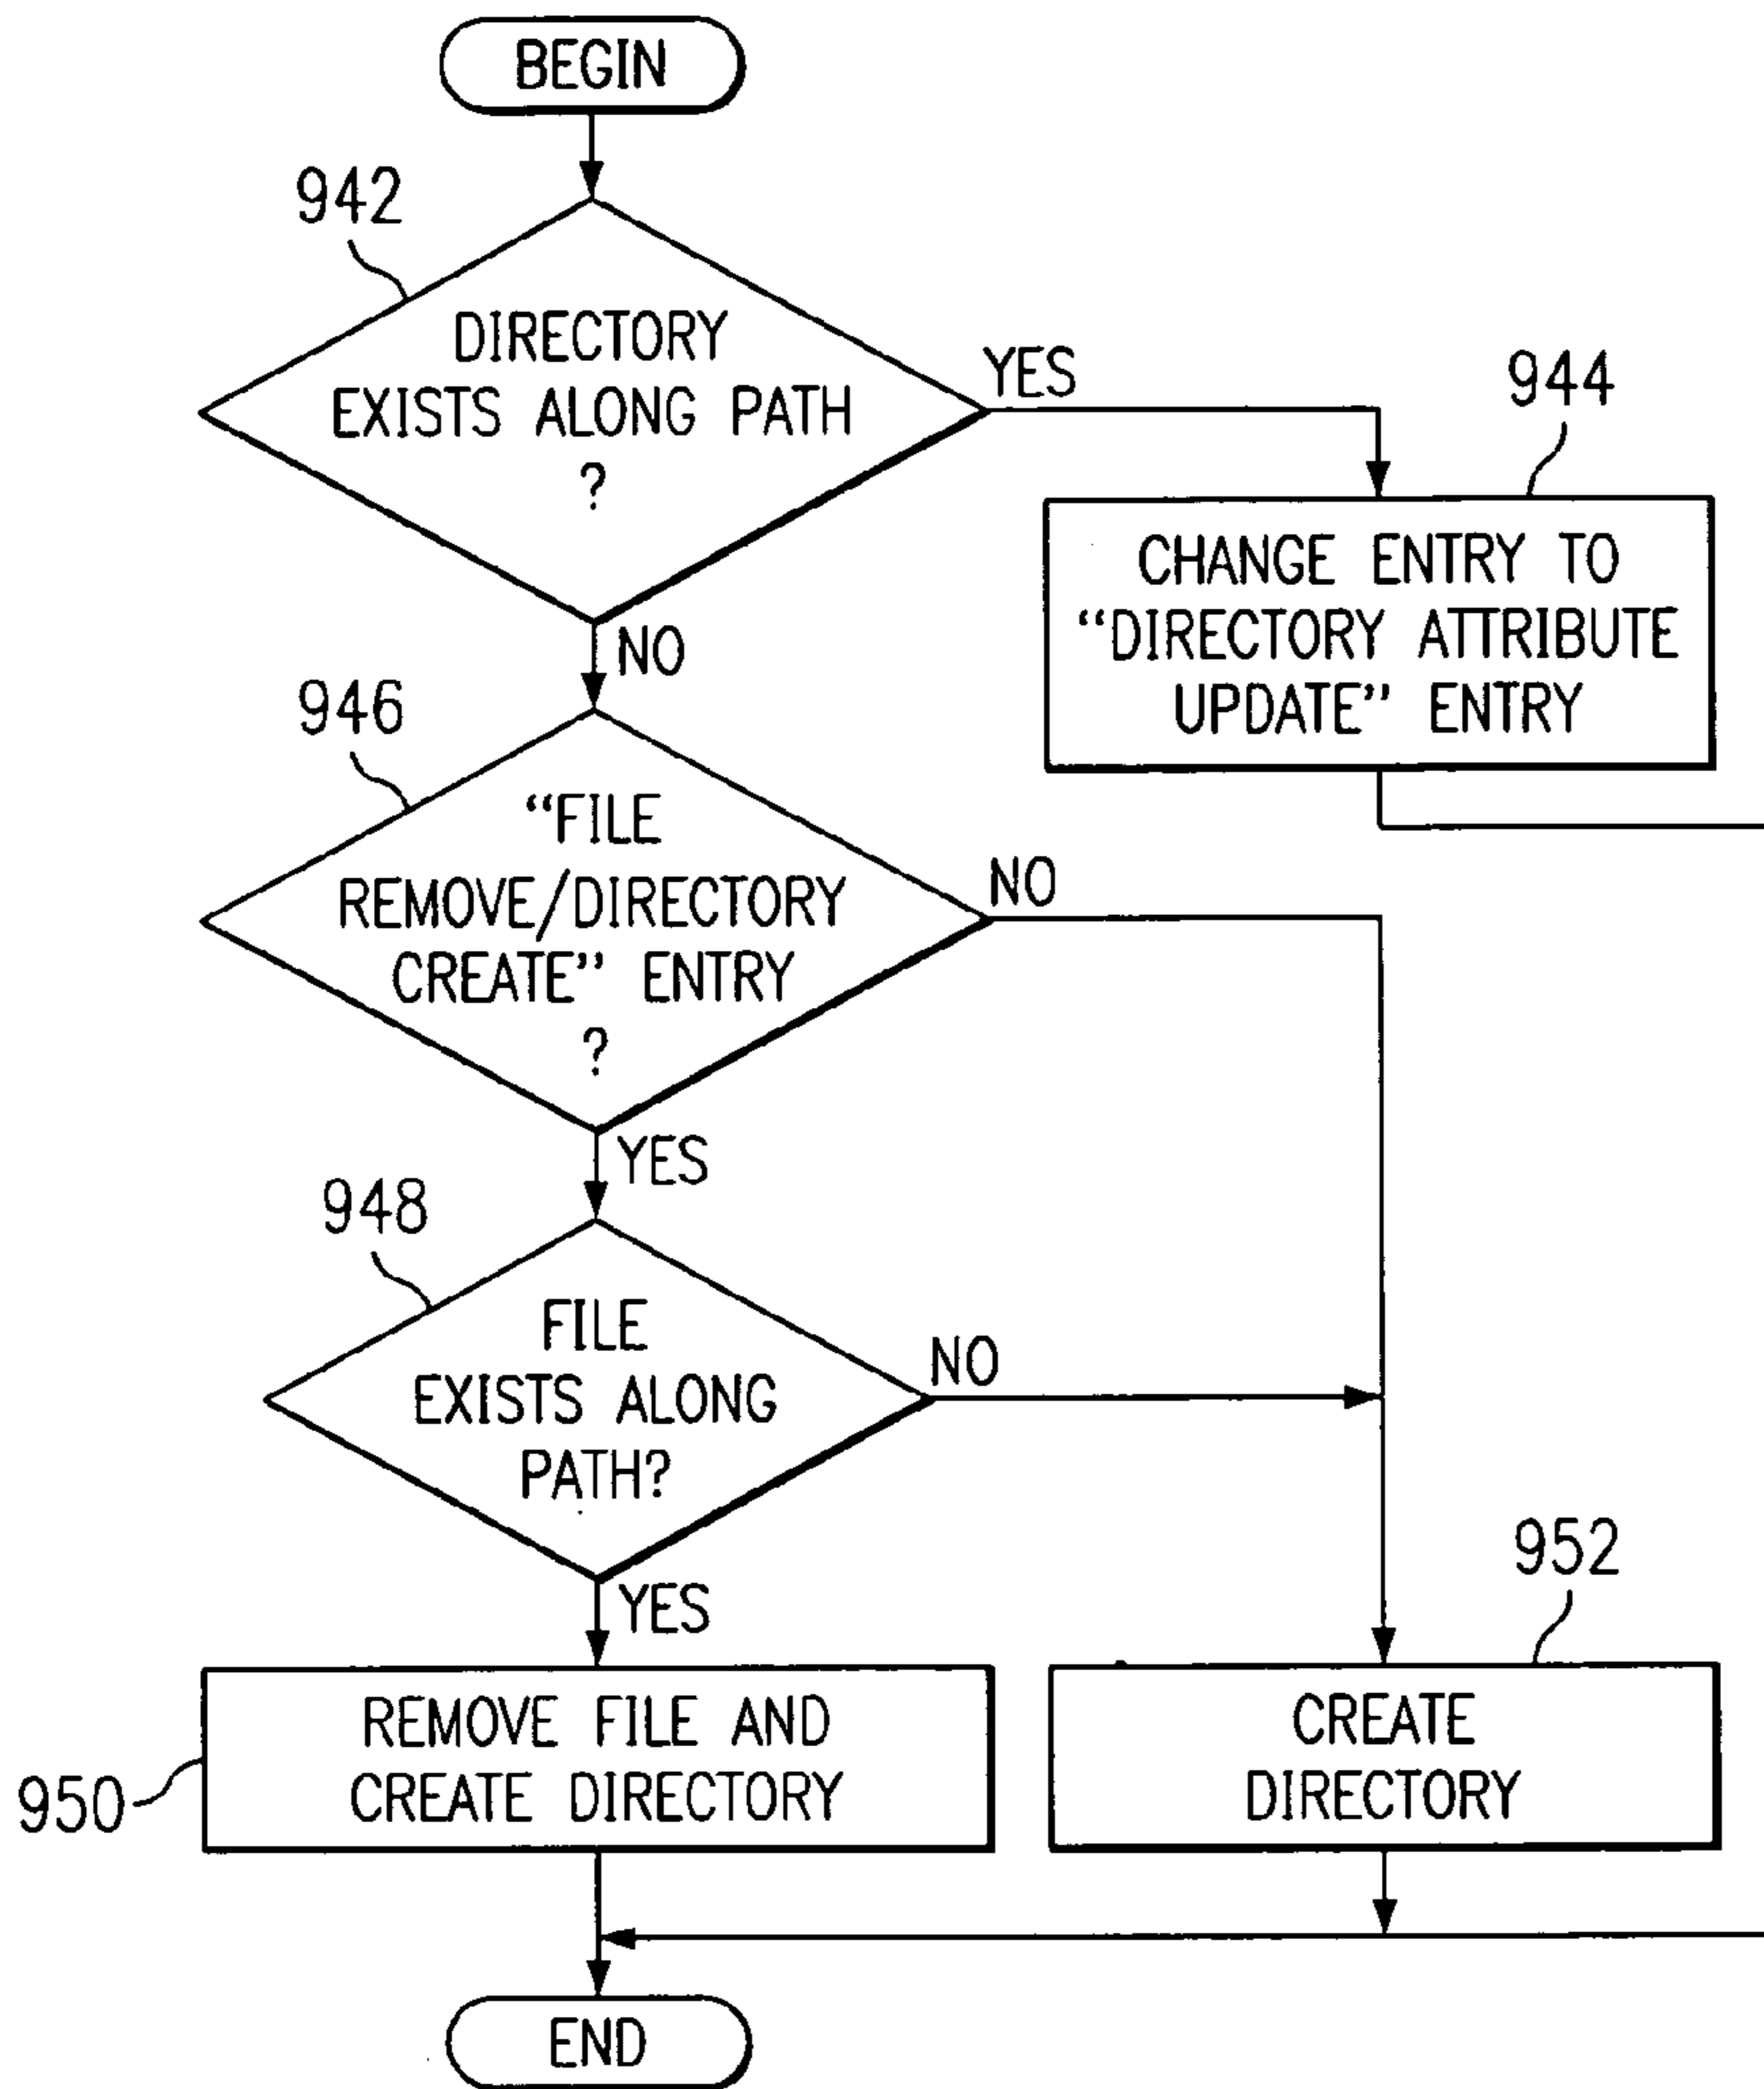 BEGIN
942
DIRECTORY
EXISTS ALONG PATH
?
YES
944
CHANGE ENTRY TO
“DIRECTORY ATTRIBUTE
UPDATE” ENTRY
NO
946
“FILE
REMOVE/DIRECTORY
CREATE” ENTRY
?
NO
YES
948
FILE
EXISTS ALONG
PATH?
NO
YES
952
950
REMOVE FILE AND
CREATE DIRECTORY
CREATE
DIRECTORY
END